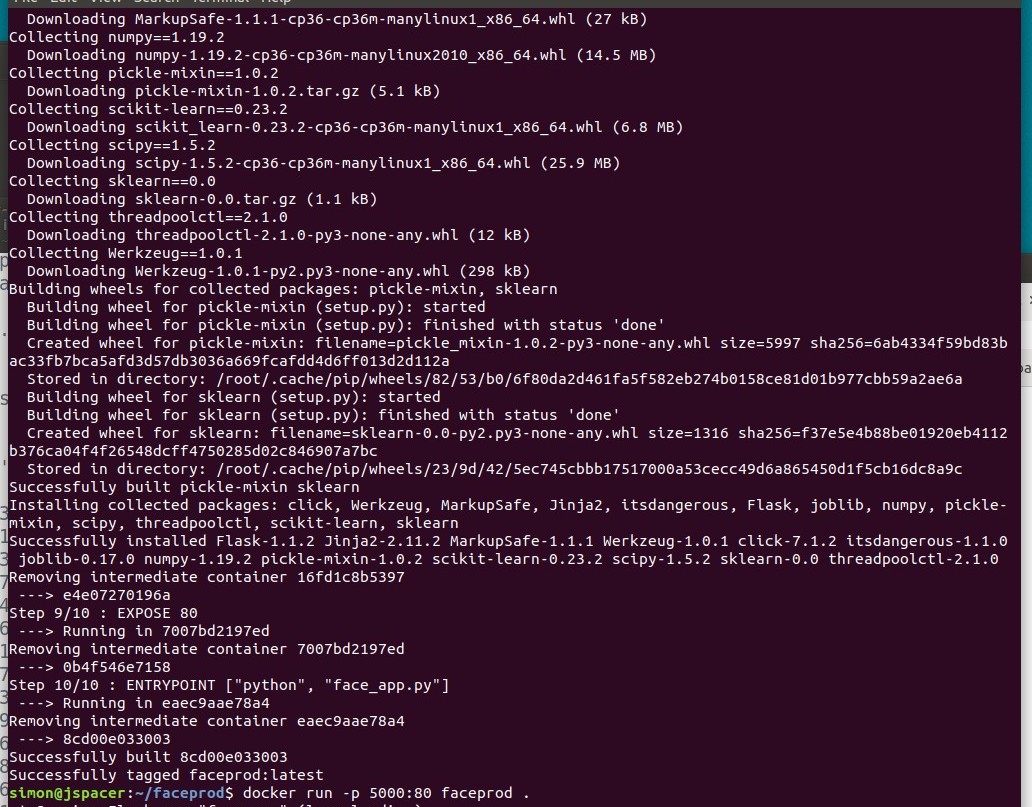 Downloading MarkupSafe-1.1.1-cp36-cp36m-manylinux1_x86_64.whl (27 kB)
Collecting numpy==1.19.2
Downloading numpy-1.19.2-cp36-cp36m-manylinux2010_x86_64.whl (14.5 MB)
Collecting pickle-mixin==1.0.2
Downloading pickle-mixin-1.0.2.tar.gz (5.1 kB)
Collecting scikit-learn==0.23.2
Downloading scikit_learn-0.23.2-cp36-cp36m-manylinux1_x86_64.whl (6.8 MB)
Collecting scipy==1.5.2
Downloading scipy-1.5.2-cp36-cp36m-manylinux1_x86_64.whl (25.9 MB)
Collecting sklearn==0.0
Downloading sklearn-0.0.tar.gz (1.1 kB)
Collecting threadpoolctl==2.1.0
Downloading threadpoolctl-2.1.0-py3-none-any.whl (12 kB)
Collecting Werkzeug==1.0.1
Downloading Werkzeug-1.0.1-py2.py3-none-any.whl (298 kB)
Building wheels for collected packages: pickle-mixin, sklearn
Building wheel for pickle-mixin (setup.py): started
Building wheel for pickle-mixin (setup.py): finished with status 'done'
Created wheel for pickle-mixin: filename=pickle_mixin-1.0.2-py3-none-any.whl size=5997 sha256=6ab4334f59bd83b
ac33fb7bca5afd3d57db3036a669fcafdd4d6ff013d2d112a
Stored in directory: /root/.cache/pip/wheels/82/53/b0/6f80da2d461fa5f582eb274b0158ce81d01b977cbb59a2ae6a
Building wheel for sklearn (setup.py): started
Building wheel for sklearn (setup.py): finished with status 'done'
Created wheel for sklearn: filename=sklearn-0.0-py2.py3-none-any.whl size=1316 sha256=f37e5e4b88be01920eb4112
b376ca04f4f26548dcff4750285d02c846907a7bc
Stored in directory: /root/.cache/pip/wheels/23/9d/42/5ec745cbbb17517000a53cecc49d6a865450d1f5cb16dc8a9c
Successfully built pickle-mixin sklearn
Installing collected packages: click, Werkzeug, MarkupSafe, Jinja2, itsdangerous, Flask, joblib, numpy, pickle-
mixin, scipy, threadpoolctl, scikit-learn, sklearn
Successfully installed Flask-1.1.2 Jinja2-2.11.2 MarkupSafe-1.1.1 Werkzeug-1.0.1 click-7.1.2 itsdangerous-1.1.0
joblib-0.17.0 numpy-1.19.2 pickle-mixin-1.0.2 scikit-learn-0.23.2 scipy-1.5.2 sklearn-0.0 threadpoolctl-2.1.0
Removing intermediate container 16fd1c8b5397
---> e4e07270196a
Step 9/10 : EXPOSE 80
---> Running in 7007bd2197ed
Removing intermediate container 7007bd2197ed
---> 0b4f546e7158
Step 10/10 : ENTRYPOINT ["python", "face_app.py"]
---> Running in eaec9aae78a4
Removing intermediate container eaec9aae78a4
---> 8cd00e033003
Successfully built 8cd00e033003
Successfully tagged faceprod:latest
simon@jspacer:~/faceprod$ docker run -p 5000:80 faceprod .